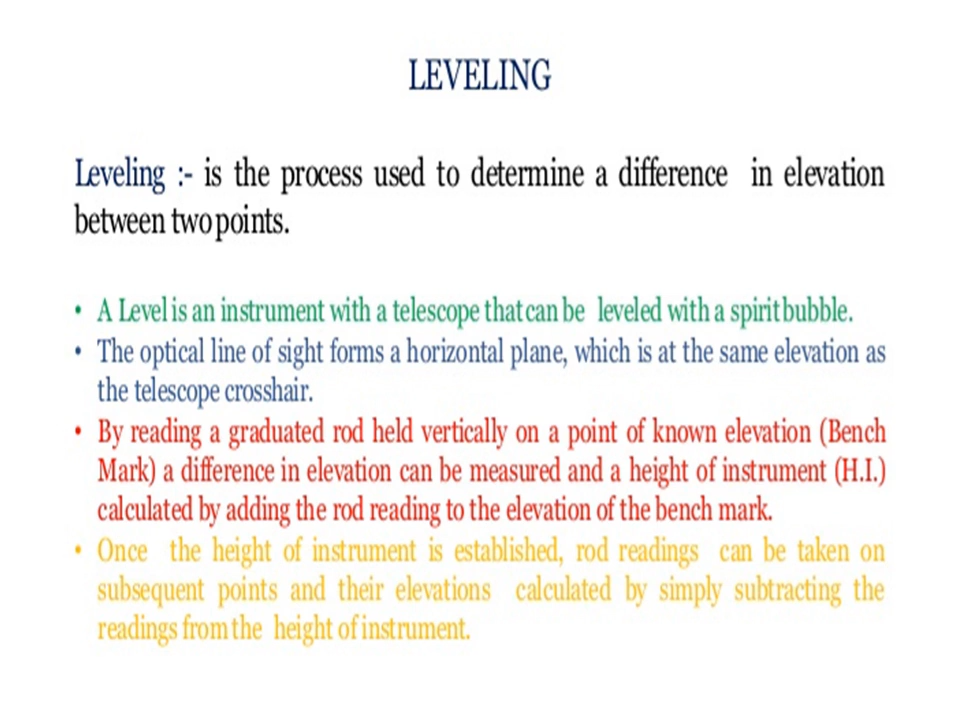 LEVELING
Leveling :- is the process used to determine a difference in elevation
between two points.
• A Level is an instrument with a telescope that can be leveled with a spirit bubble.
• The optical line of sight forms a horizontal plane, which is at the same elevation as
the telescope crosshair.
• By reading a graduated rod held vertically on a point of known elevation (Bench
Mark) a difference in elevation can be measured and a height of instrument (H.I.)
calculated by adding the rod reading to the elevation of the bench mark.
• Once the height of instrument is established, rod readings can be taken on
subsequent points and their elevations calculated by simply subtracting the
readings from the height of instrument.